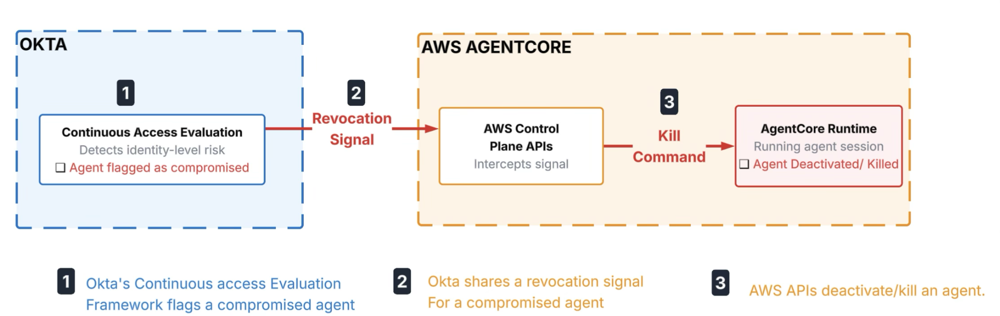 OKTA
1
Continuous Access Evaluation
Detects identity-level risk
❑ Agent flagged as compromised
2
Revocation
Signal
AWS AGENTCORE
AWS Control
Plane APIs
Intercepts signal
3
Kill
Command
AgentCore Runtime
Running agent session
❑ Agent Deactivated/ Killed
1
Okta's Continuous access Evaluation
Framework flags a compromised agent
2
Okta shares a revocation signal
For a compromised agent
3
AWS APIs deactivate/kill an agent.